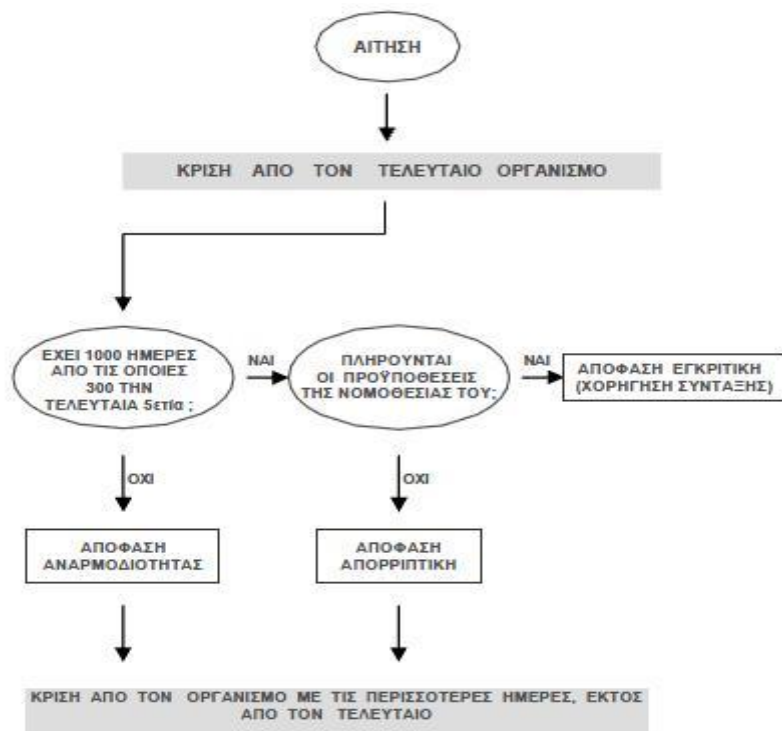 ΑΙΤΗΣΗ
ΚΡΙΣΗ ΑΠΟ ΤΟΝ ΤΕΛΕΥΤΑΙΟ ΟΡΓΑΝΙΣΜΟ
ΕΧΕΙ 1000 ΗΜΕΡΕΣ
ΑΠΟ ΤΙΣ ΟΠΟΙΕΣ
300 ΤΗΝ
ΤΕΛΕΥΤΑΙΑ 5ετία ;
ΝΑΙ
ΠΛΗΡΟΥΝΤΑΙ
ΟΙ ΠΡΟΫΠΟΘΕΣΕΙΣ
ΤΗΣ ΝΟΜΟΘΕΣΙΑΣ ΤΟΥ;
ΝΑΙ
ΑΠΟΦΑΣΗ ΕΓΚΡΙΤΙΚΗ
(ΧΟΡΗΓΗΣΗ ΣΥΝΤΑΞΗΣ)
ΟΧΙ
ΟΧΙ
ΑΠΟΦΑΣΗ
ΑΝΑΡΜΟΔΙΟΤΗΤΑΣ
ΑΠΟΦΑΣΗ
ΑΠΟΡΡΙΠΤΙΚΗ
ΚΡΙΣΗ ΑΠΟ ΤΟΝ ΟΡΓΑΝΙΣΜΟ ΜΕ ΤΙΣ ΠΕΡΙΣΣΟΤΕΡΕΣ ΗΜΕΡΕΣ, ΕΚΤΟΣ
ΑΠΟ ΤΟΝ ΤΕΛΕΥΤΑΙΟ